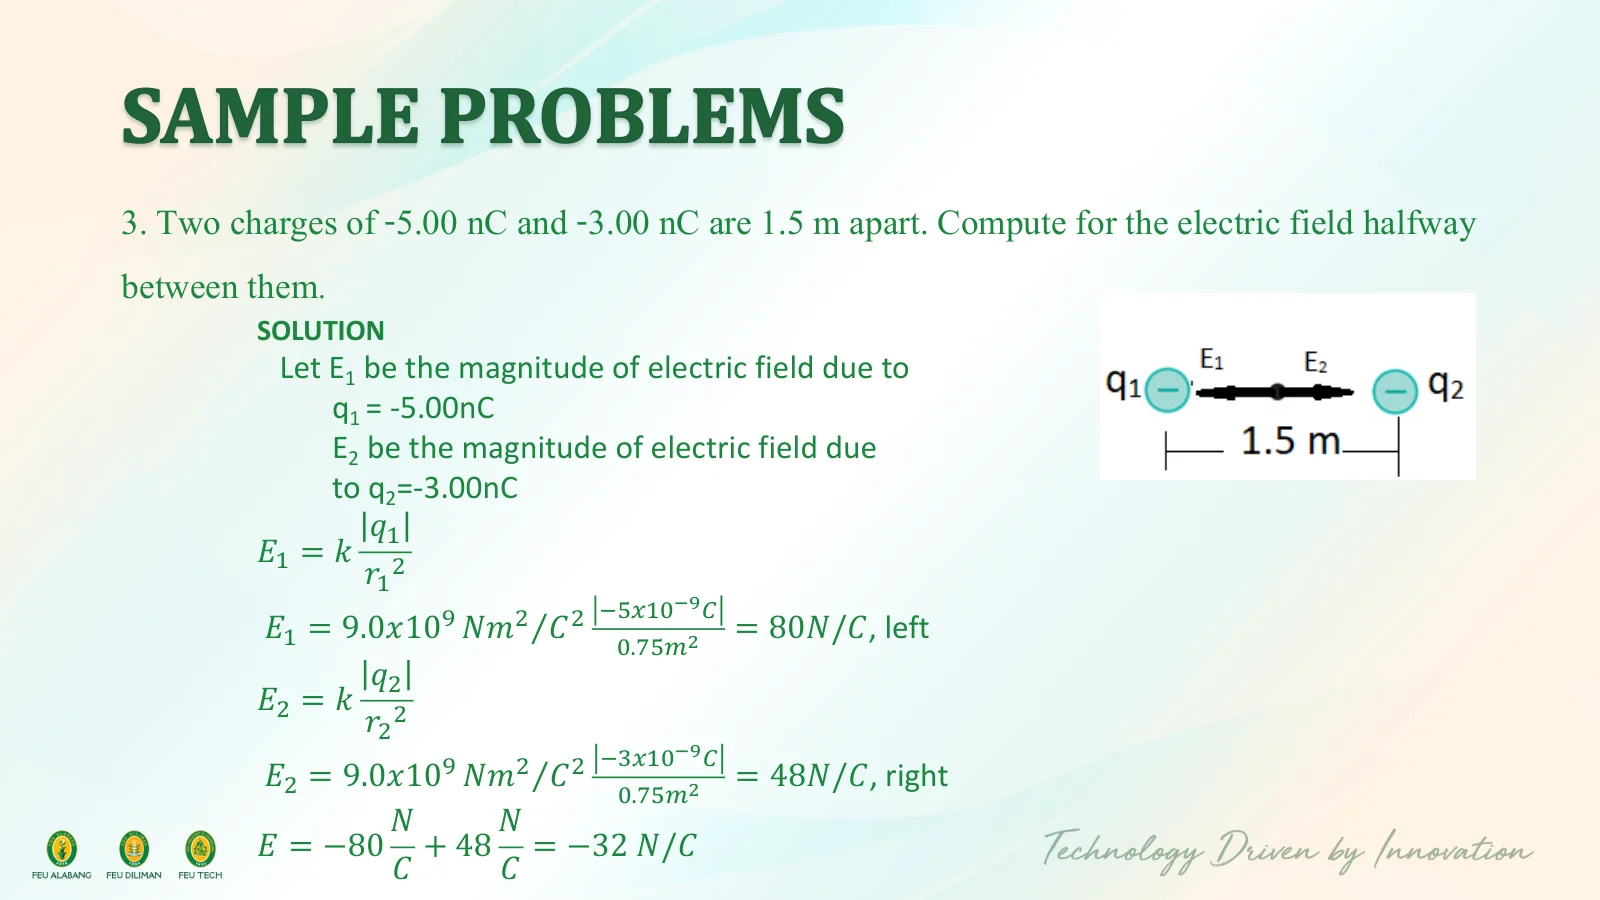 SAMPLE PROBLEMS
3. Two charges of -5.00 nC and -3.00 nC are 1.5 m apart. Compute for the electric field halfway
between them.
SOLUTION
Let E₁ be the magnitude of electric field due to
q₁ = -5.00nC
E₂ be the magnitude of electric field due
to q₂=-3.00nC
E₁ = k |q₁| / r₁²
E₁ = 9.0x10⁹ Nm²/C² |−5x10⁻⁹C| / 0.75m² = 80N/C, left
E₂ = k |q₂| / r₂²
E₂ = 9.0x10⁹ Nm²/C² |−3x10⁻⁹C| / 0.75m² = 48N/C, right
E = −80 N/C + 48 N/C = −32 N/C
E₁ E₂
q₁ − − q₂
1.5 m
FEU ALABANG FEU DILIMAN FEU TECH
Technology Driven by Innovation